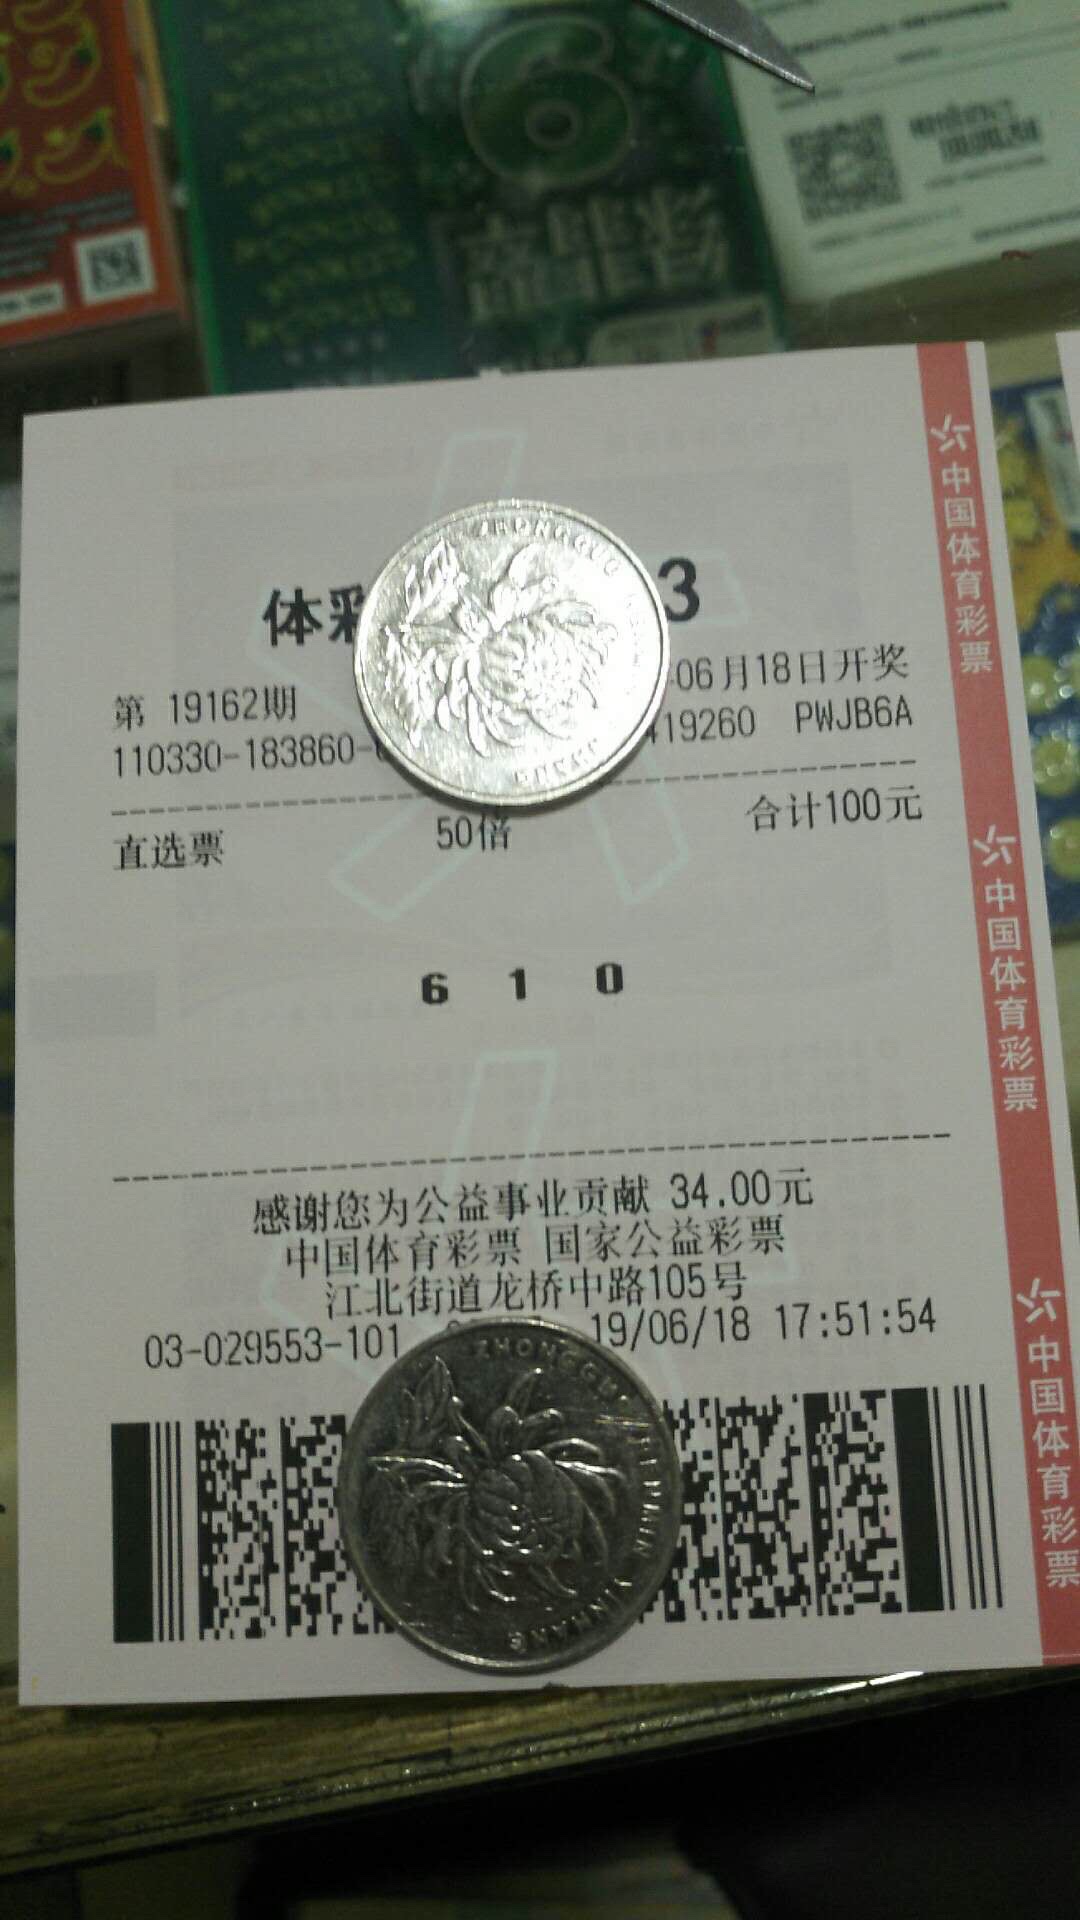 体彩 3
第 19162期 06月18日开奖
110330-183860- 419260 PWJB6A
直选票 50倍 合计100元
6 1 0
感谢您为公益事业贡献 34.00元
中国体育彩票 国家公益彩票
江北街道龙桥中路105号
03-029553-101 19/06/18 17:51:54
中国体育彩票
中国体育彩票
中国体育彩票
ZHONGGUO
ZHONGGUO
YINHANG